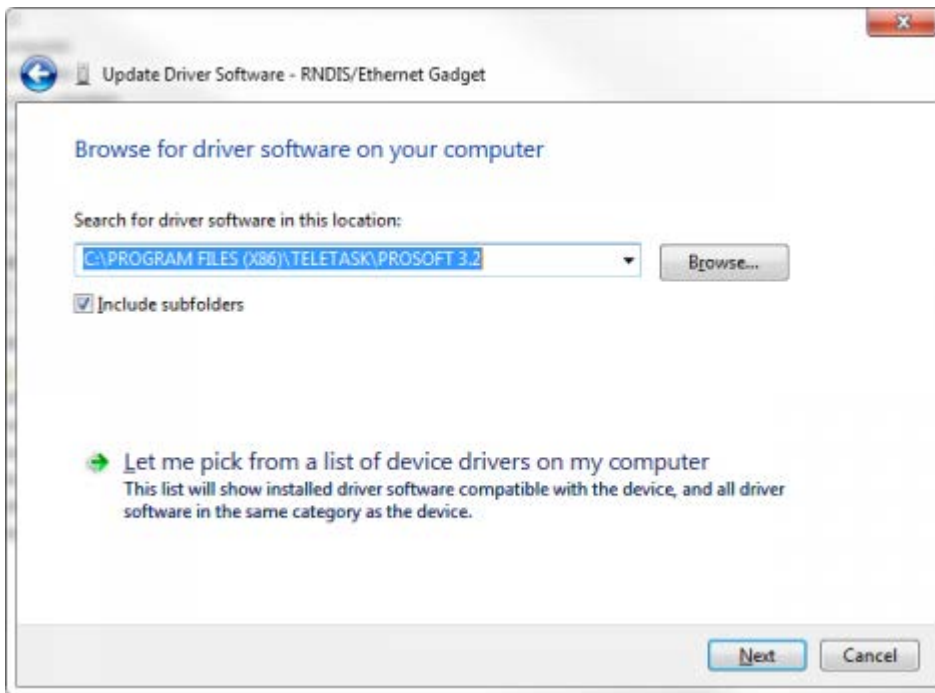 Update Driver Software - RNDIS/Ethernet Gadget
Browse for driver software on your computer
Search for driver software in this location:
C:\PROGRAM FILES (X86)\TELETASK\PROSOFT 3.2
Browse...
Include subfolders
Let me pick from a list of device drivers on my computer
This list will show installed driver software compatible with the device, and all driver
software in the same category as the device.
Next
Cancel